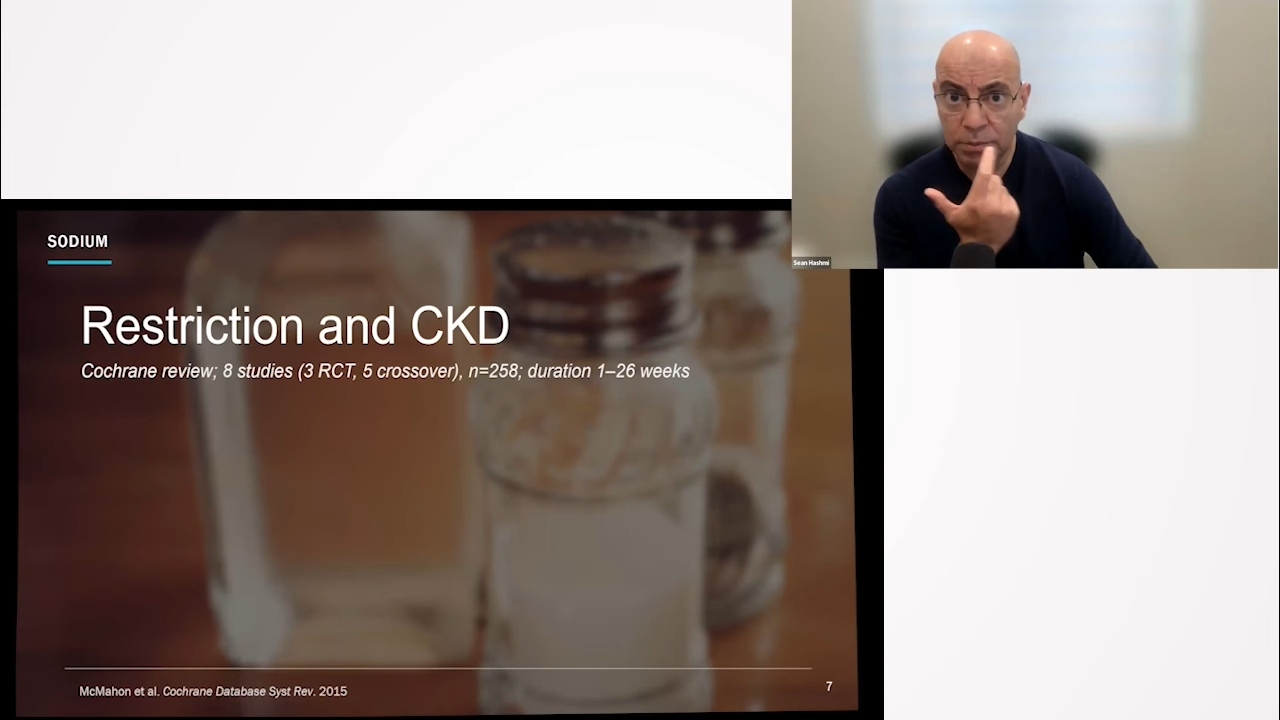 SODIUM
Restriction and CKD
Cochrane review; 8 studies (3 RCT, 5 crossover), n=258; duration 1–26 weeks
McMahon et al. Cochrane Database Syst Rev. 2015
7
Sean Hashmi